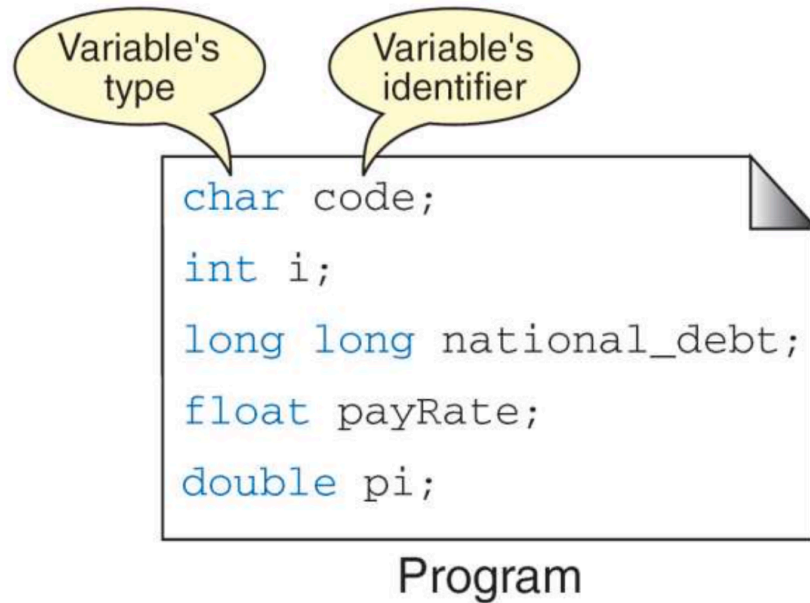 Variable's
type
Variable's
identifier
char code;
int i;
long long national_debt;
float payRate;
double pi;
Program